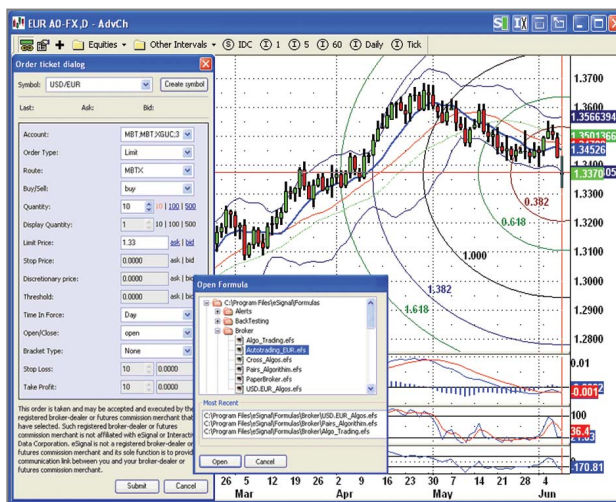 EUR A0-FX,D - AdvCh
Equities
Other Intervals
IDC
1
5
60
Daily
Tick
Order ticket dialog
Symbol: USD/EUR Create symbol
Last: Ask: Bid:
Account: MBT;MBT;XGUC;3
Order Type: Limit
Route: MBTX
Buy/Sell: buy
Quantity: 10 10 | 100 | 500
Display Quantity: 1 10 | 100 | 500
Limit Price: 1.33 ask | bid
Stop Price: 0.0000 ask | bid
Discretionary price: 0.0000 ask | bid
Threshold: 0.0000 ask | bid
Time In Force: Day
Open/Close: open
Bracket Type: None
Stop Loss: 10 0.0000
Take Profit: 10 0.0000
This order is taken and may be accepted and executed by the
registered broker-dealer or futures commission merchant that
have selected. Such registered broker-dealer or futures
commission merchant is not affiliated with eSignal or Interacti
Data Corporation. eSignal is not a registered broker-dealer or
futures commission merchant and its sole function is to provid
communication link between you and your broker-dealer or
futures commission merchant.
Submit Cancel
Open Formula
C:\Program Files\eSignal\Formulas
Alerts
BackTesting
Broker
Algo_Trading.efs
Autotrading_EUR.efs
Cross_Algos.efs
Pairs_Algorithim.efs
PaperBroker.efs
USD.EUR_Algos.efs
Most Recent
C:\Program Files\eSignal\Formulas\Broker\USD.EUR_Algos.efs
C:\Program Files\eSignal\Formulas\Broker\Pairs_Algorithim.efs
C:\Program Files\eSignal\Formulas\Broker\Algo_Trading.efs
Open Cancel
0.382
0.618
1.000
1.382
1.618
1.3700
1.3600
1.3566394
1.3501366
1.34526
1.3400
1.3370
1.3300
1.3200
1.3100
1.3000
1.2900
1.2800
1.2750
0.01
-0.001
100
36.4
21.03
0
-170.81
26 5 12 19 26 2 9 16 23 30 7 14 21 28 4
Mar Apr May Jun